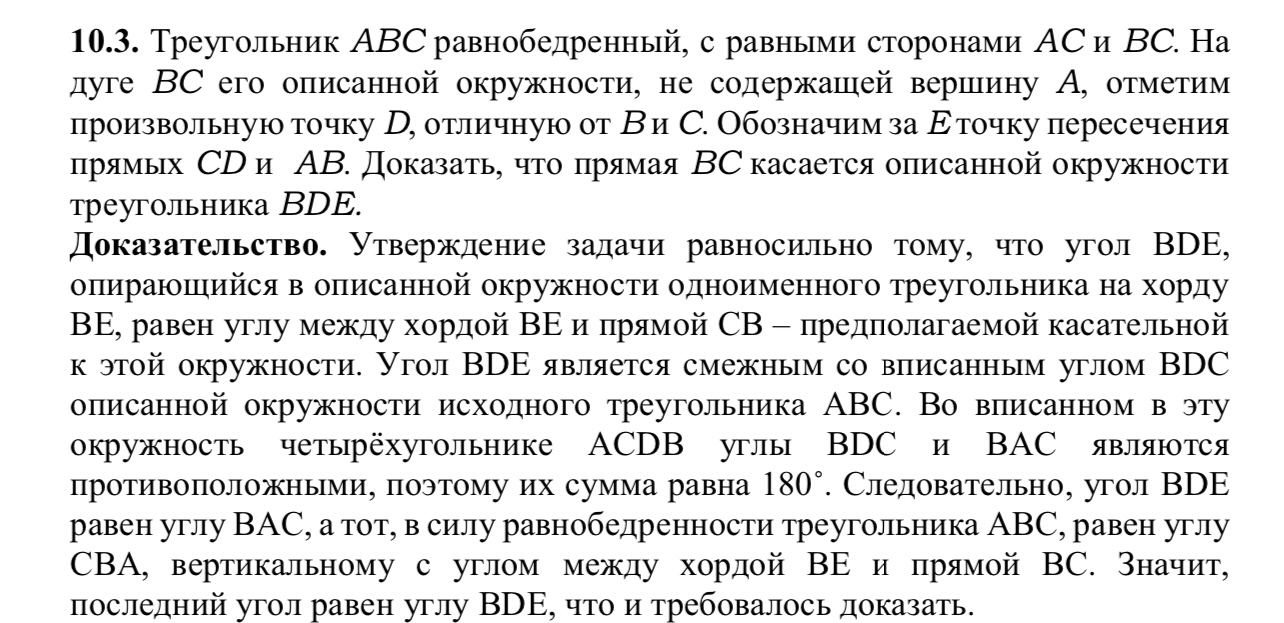 10.3. Треугольник ABC равнобедренный, с равными сторонами AC и BC. На
дуге BC его описанной окружности, не содержащей вершину A, отметим
произвольную точку D, отличную от B и C. Обозначим за E точку пересечения
прямых CD и AB. Доказать, что прямая BC касается описанной окружности
треугольника BDE.
Доказательство. Утверждение задачи равносильно тому, что угол BDE,
опирающийся в описанной окружности одноименного треугольника на хорду
BE, равен углу между хордой BE и прямой CB – предполагаемой касательной
к этой окружности. Угол BDE является смежным со вписанным углом BDC
описанной окружности исходного треугольника ABC. Во вписанном в эту
окружность четырёхугольнике ACDB углы BDC и BAC являются
противоположными, поэтому их сумма равна 180˚. Следовательно, угол BDE
равен углу BAC, а тот, в силу равнобедренности треугольника ABC, равен углу
CBA, вертикальному с углом между хордой BE и прямой BC. Значит,
последний угол равен углу BDE, что и требовалось доказать.